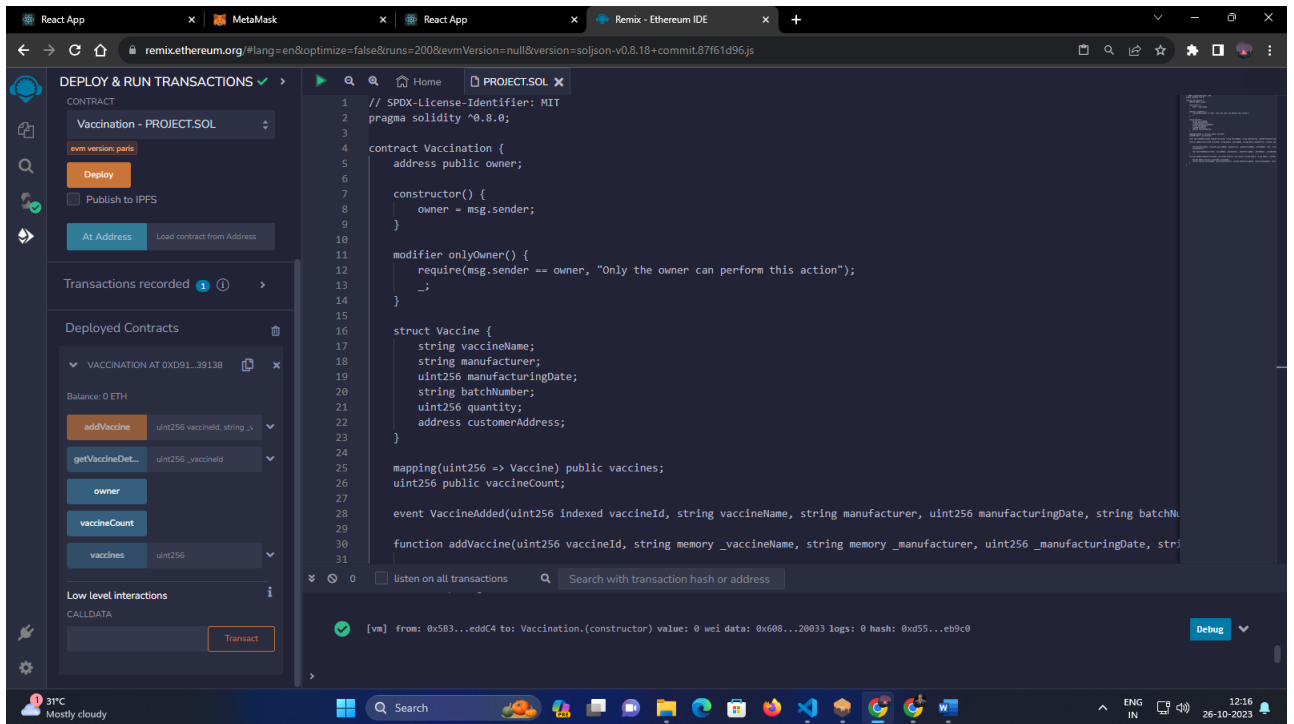 React App
MetaMask
React App
Remix - Ethereum IDE
remix.ethereum.org/#lang=en&optimize=false&runs=200&evmVersion=null&version=soljson-v0.8.18+commit.87f61d96.js
DEPLOY & RUN TRANSACTIONS
CONTRACT
Vaccination - PROJECT.SOL
evm version: paris
Deploy
Publish to IPFS
At Address
Load contract from Address
Transactions recorded 1
Deployed Contracts
VACCINATION AT 0XD91...39138
Balance: 0 ETH
addVaccine
uint256 vaccineId, string _v
getVaccineDet...
uint256 _vaccineId
owner
vaccineCount
vaccines
uint256
Low level interactions
CALLDATA
Transact
Home
PROJECT.SOL
1 // SPDX-License-Identifier: MIT
2 pragma solidity ^0.8.0;
3
4 contract Vaccination {
5 address public owner;
6
7 constructor() {
8 owner = msg.sender;
9 }
10
11 modifier onlyOwner() {
12 require(msg.sender == owner, "Only the owner can perform this action");
13 _;
14 }
15
16 struct Vaccine {
17 string vaccineName;
18 string manufacturer;
19 uint256 manufacturingDate;
20 string batchNumber;
21 uint256 quantity;
22 address customerAddress;
23 }
24
25 mapping(uint256 => Vaccine) public vaccines;
26 uint256 public vaccineCount;
27
28 event VaccineAdded(uint256 indexed vaccineId, string vaccineName, string manufacturer, uint256 manufacturingDate, string batchNu
29
30 function addVaccine(uint256 vaccineId, string memory _vaccineName, string memory _manufacturer, uint256 _manufacturingDate, stri
31
0
listen on all transactions
Search with transaction hash or address
[vm] from: 0x5B3...eddC4 to: Vaccination.(constructor) value: 0 wei data: 0x608...20033 logs: 0 hash: 0xd55...eb9c0
Debug
>
1
31°C
Mostly cloudy
Search
ENG
IN
12:16
26-10-2023